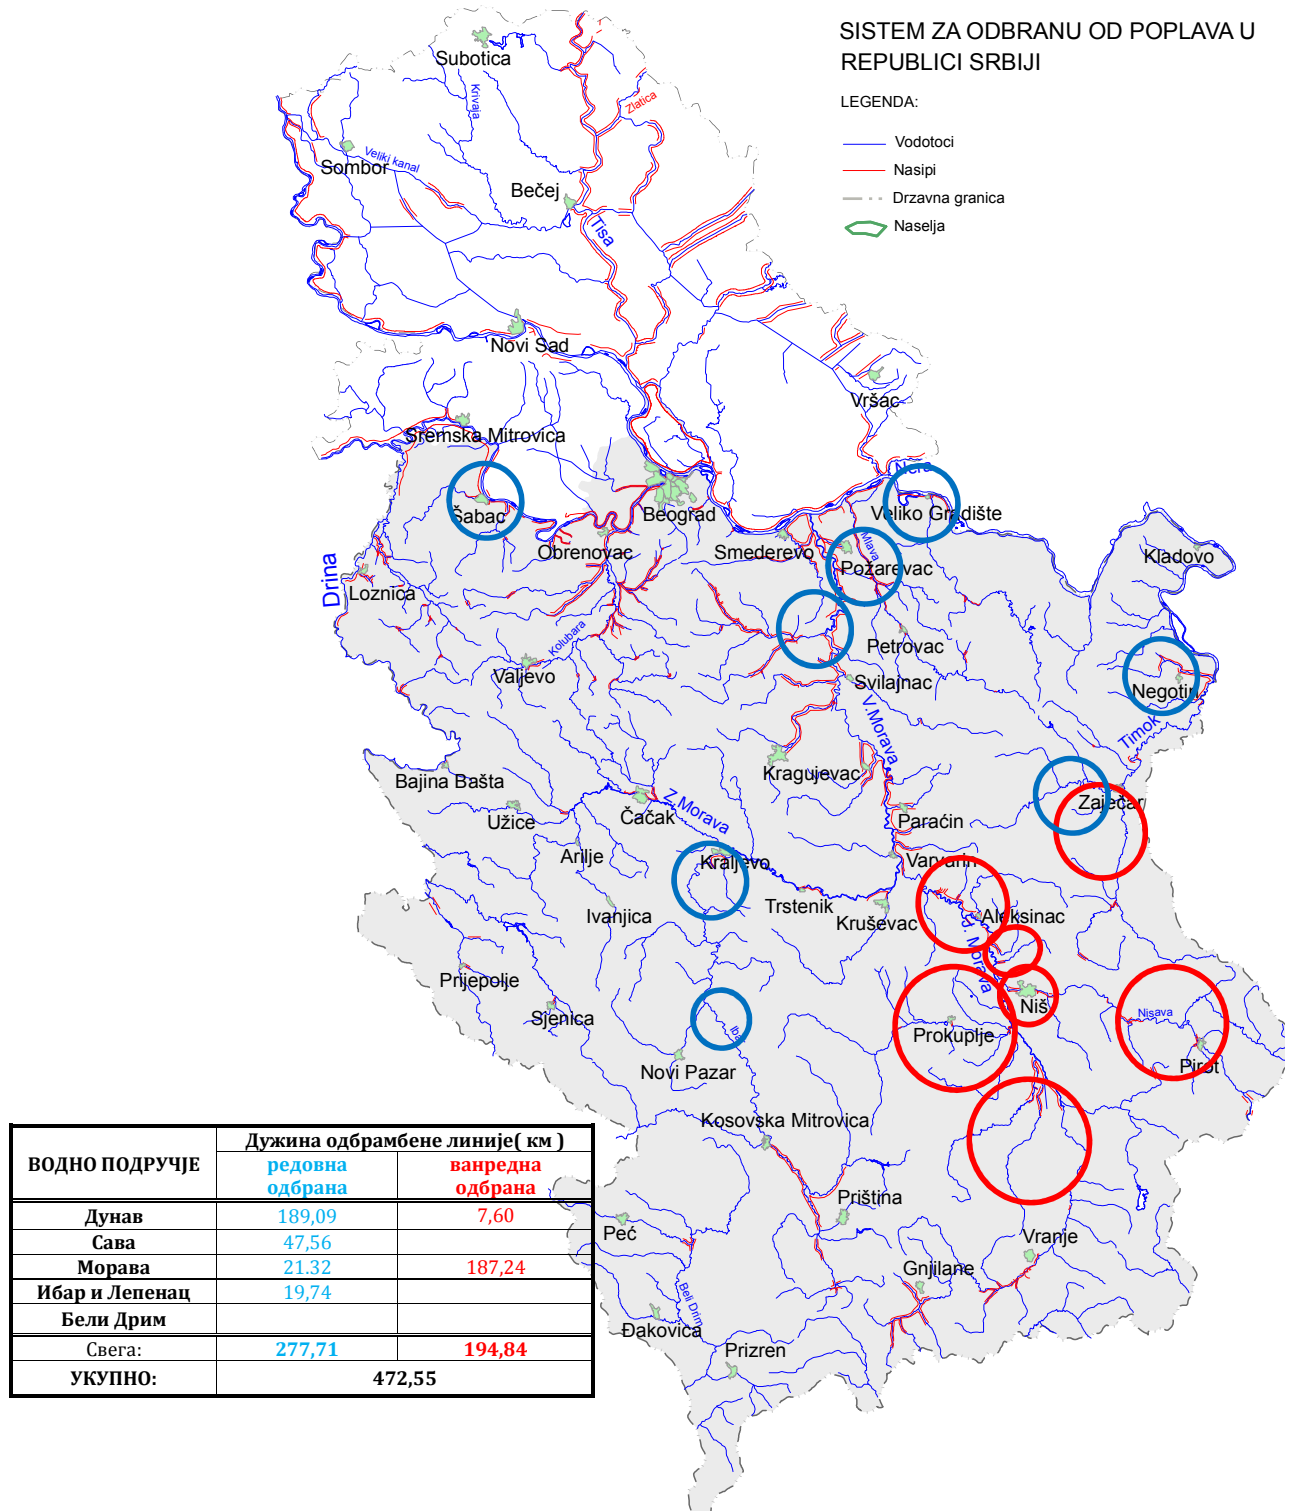 SISTEM ZA ODBRANU OD POPLAVA U
REPUBLICI SRBIJI
LEGENDA:
Vodotoci
Nasipi
Drzavna granica
Naselja
Subotica
Krivaja
Zlatica
Sombor
Veliki kanal
Bečej
Tisa
Novi Sad
Vršac
Sremska Mitrovica
Nera
Šabac
Beograd
Veliko Gradište
Obrenovac
Smederevo
Mlava
Požarevac
Kladovo
Drina
Loznica
Kolubara
Petrovac
Valjevo
Svilajnac
Negotin
V.Morava
Timok
Bajina Bašta
Kragujevac
Zaječar
Užice
Čačak
Z.Morava
Paraćin
Arilje
Kraljevo
Varvarin
Ivanjica
Trstenik
Kruševac
Aleksinac
J. Morava
Prijepolje
Sjenica
Niš
Nisava
Ibar
Prokuplje
Pirot
Novi Pazar
Kosovska Mitrovica
Priština
Peć
Vranje
Gnjilane
Beli Drim
Đakovica
Prizren
ВОДНО ПОДРУЧЈЕ
Дужина одбрамбене линије( км )
редовна одбрана
ванредна одбрана
Дунав 189,09 7,60
Сава 47,56
Морава 21.32 187,24
Ибар и Лепенац 19,74
Бели Дрим
Свега: 277,71 194,84
УКУПНО: 472,55